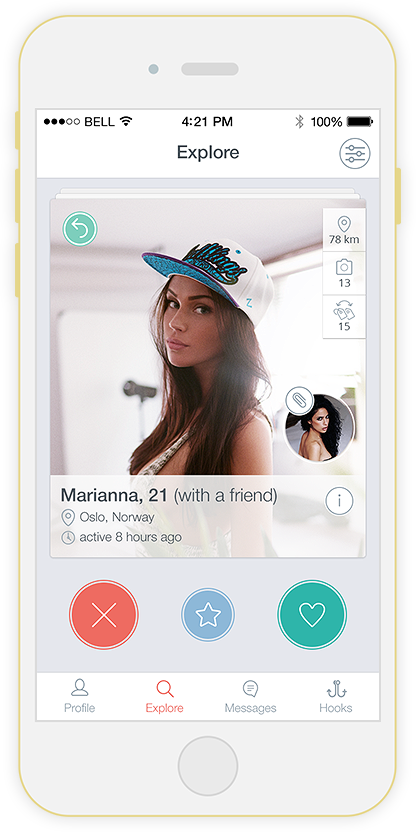 BELL 4:21 PM 100%
Explore
78 km
13
15
Marianna, 21 (with a friend)
Oslo, Norway
active 8 hours ago
Profile Explore Messages Hooks